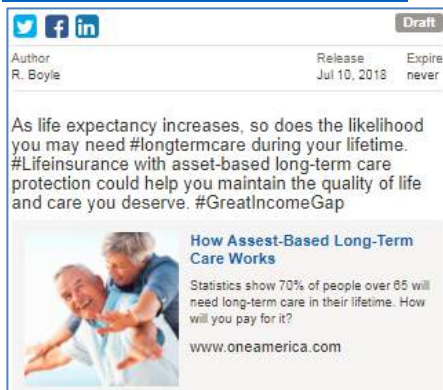 Draft
Author Release Expire
R. Boyle Jul 10, 2018 never
As life expectancy increases, so does the likelihood
you may need #longtermcare during your lifetime.
#Lifeinsurance with asset-based long-term care
protection could help you maintain the quality of life
and care you deserve. #GreatIncomeGap
How Assest-Based Long-Term
Care Works
Statistics show 70% of people over 65 will
need long-term care in their lifetime. How
will you pay for it?
www.oneamerica.com